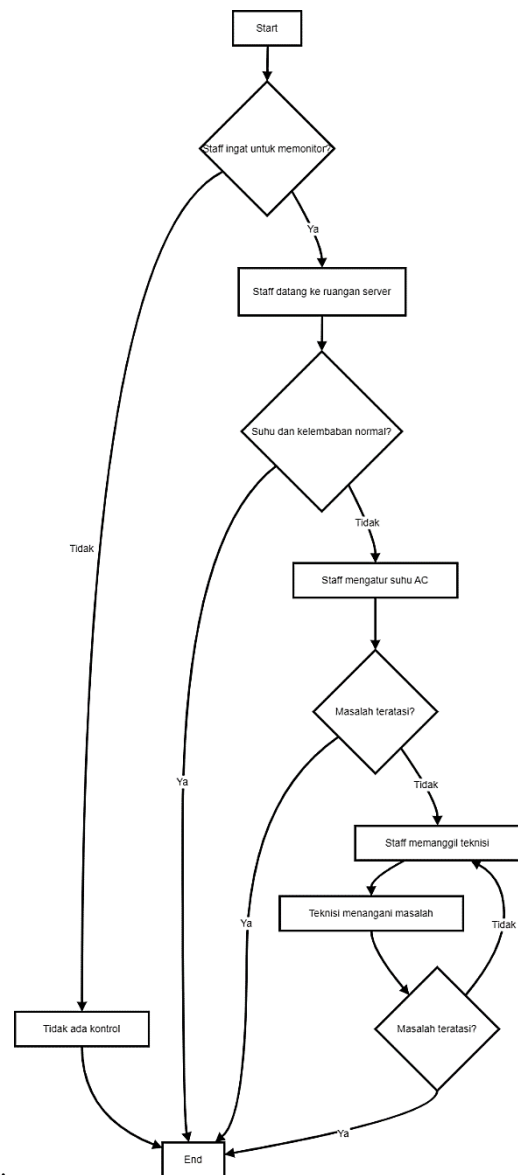 Start
Staff ingat untuk memonitor?
Ya
Staff datang ke ruangan server
Suhu dan kelembaban normal?
Tidak
Tidak
Staff mengatur suhu AC
Masalah teratasi?
Ya
Tidak
Staff memanggil teknisi
Teknisi menangani masalah
Ya
Tidak
Tidak ada kontrol
Masalah teratasi?
Ya
End